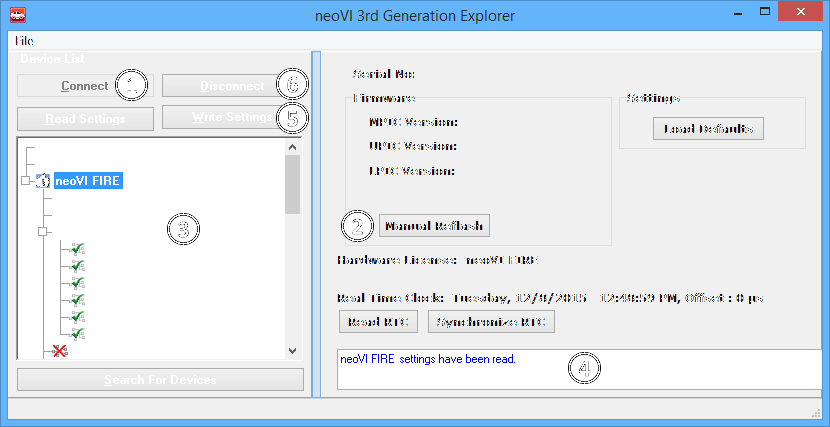 neoVI 3rd Generation Explorer
File
Device List
Connect 1
Disconnect 6
Read Settings
Write Settings 5
neoVI FIRE
3
Search For Devices
Serial No:
Firmware
MPIC Version:
UPIC Version:
LPIC Version:
2 Manual Reflash
Settings
Load Defaults
Hardware License: neoVI FIRE
Real Time Clock: Tuesday, 12/8/2015 12:48:59 PM, Offset : 0 µs
Read RTC
Synchronize RTC
neoVI FIRE settings have been read.
4